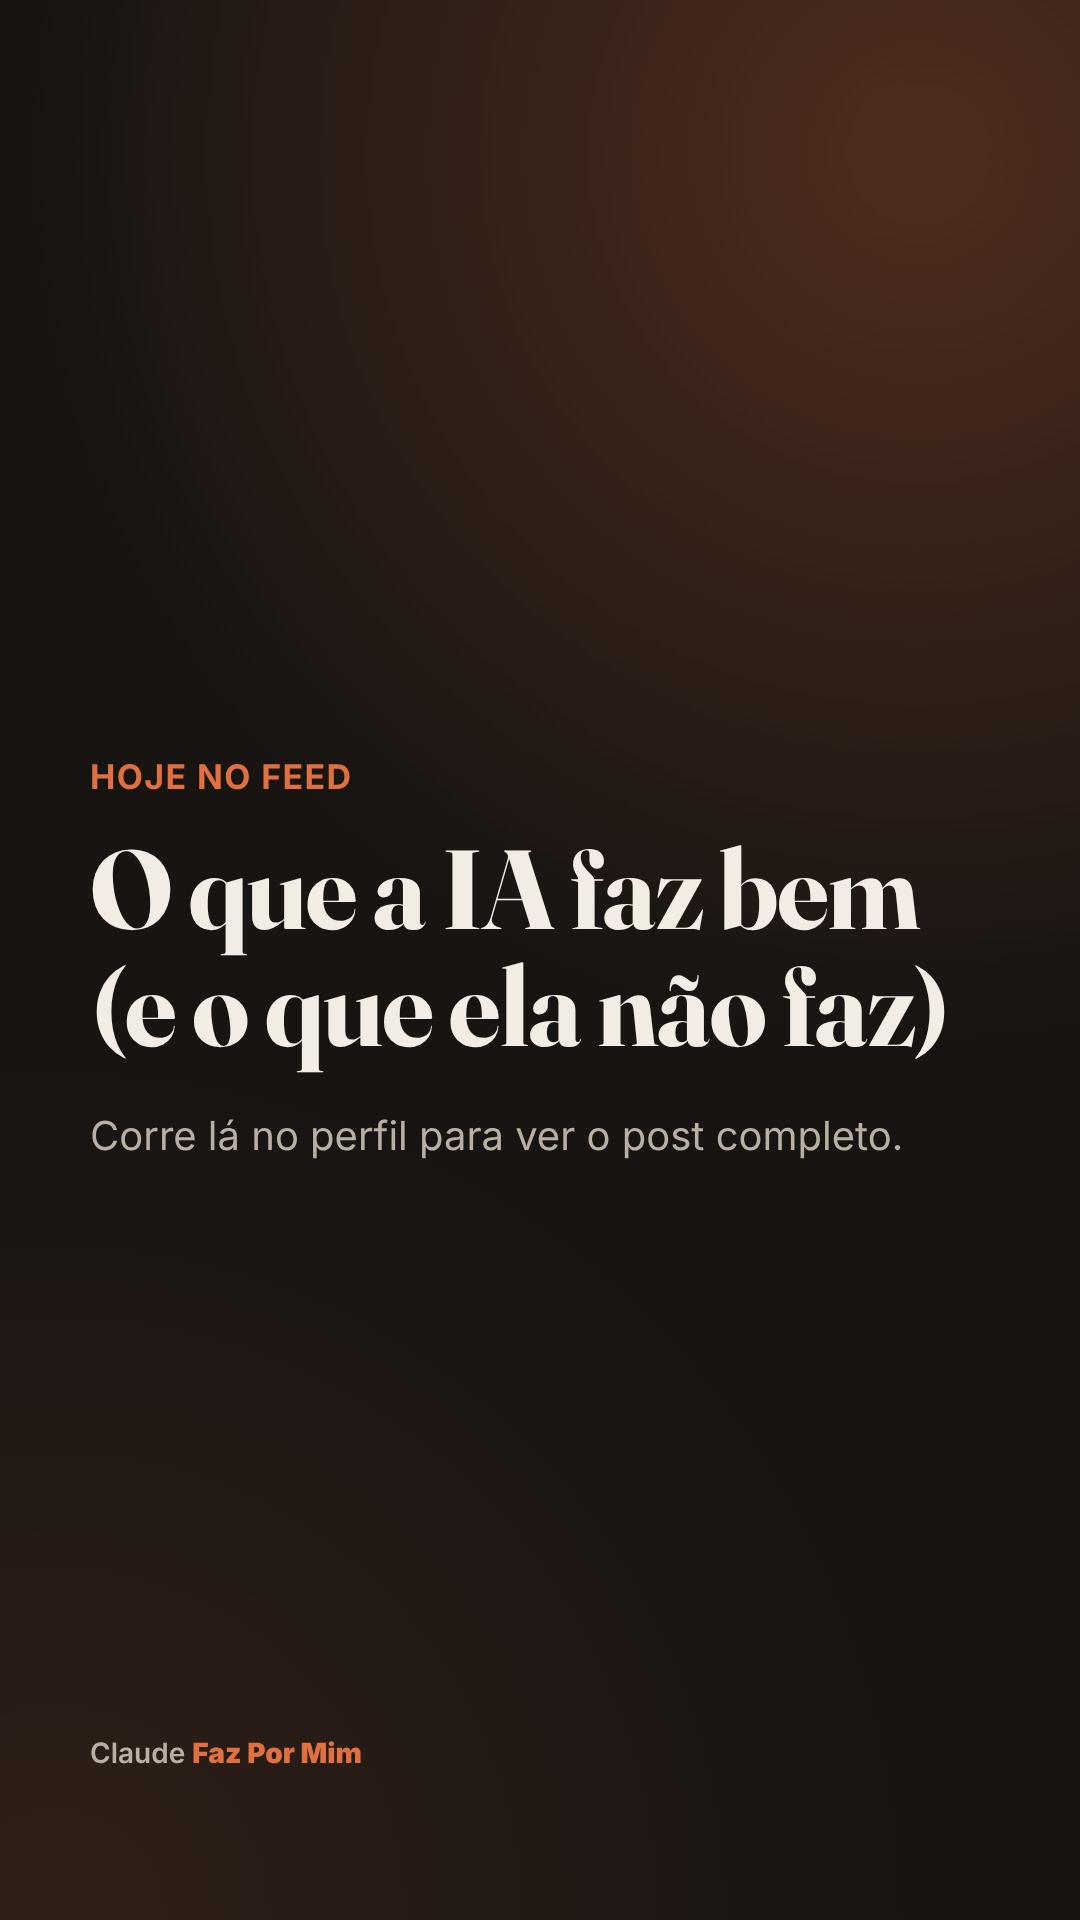 HOJE NO FEED
O que a IA faz bem
(e o que ela não faz)
Corre lá no perfil para ver o post completo.
Claude Faz Por Mim